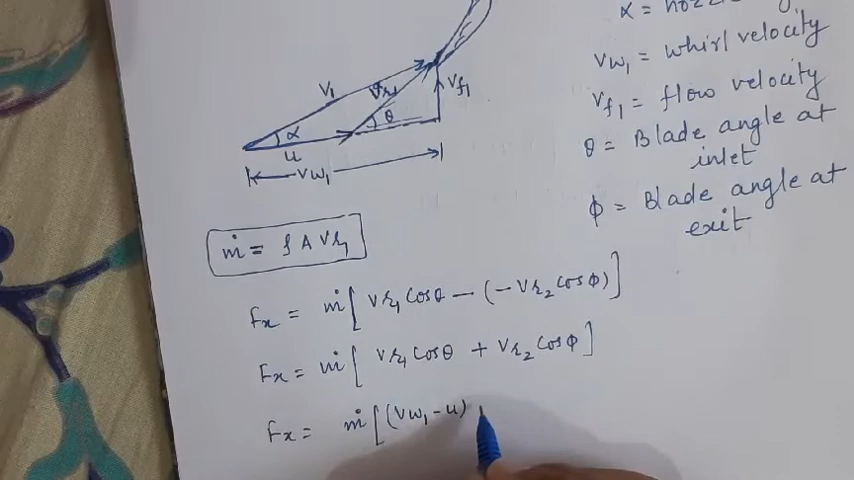 V₁
Vr₁
Vf₁
α
θ
u
Vw₁
α =
Vw₁ = whirl velocity
Vf₁ = flow velocity
θ = Blade angle at
inlet
φ = Blade angle at
exit
ṁ = ρ A Vr₁
Fx = ṁ [ Vr₁ Cosθ - (-Vr₂ Cosφ) ]
Fx = ṁ [ Vr₁ Cosθ + Vr₂ Cosφ ]
Fx = ṁ [ (Vw₁ - u)